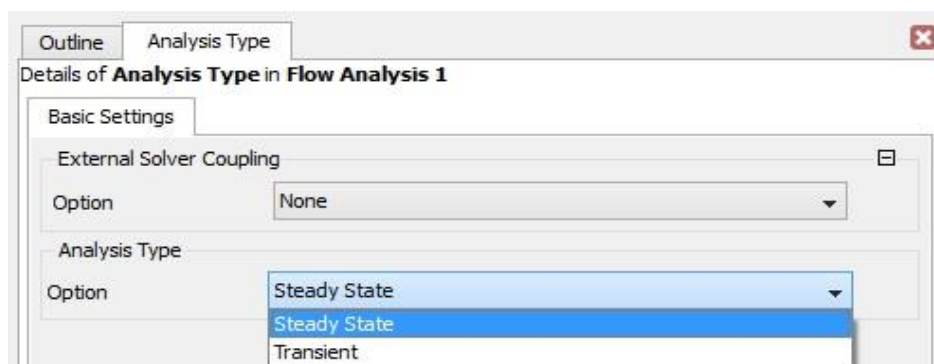 Outline Analysis Type
Details of Analysis Type in Flow Analysis 1
Basic Settings
External Solver Coupling
Option None
Analysis Type
Option Steady State
Steady State
Transient